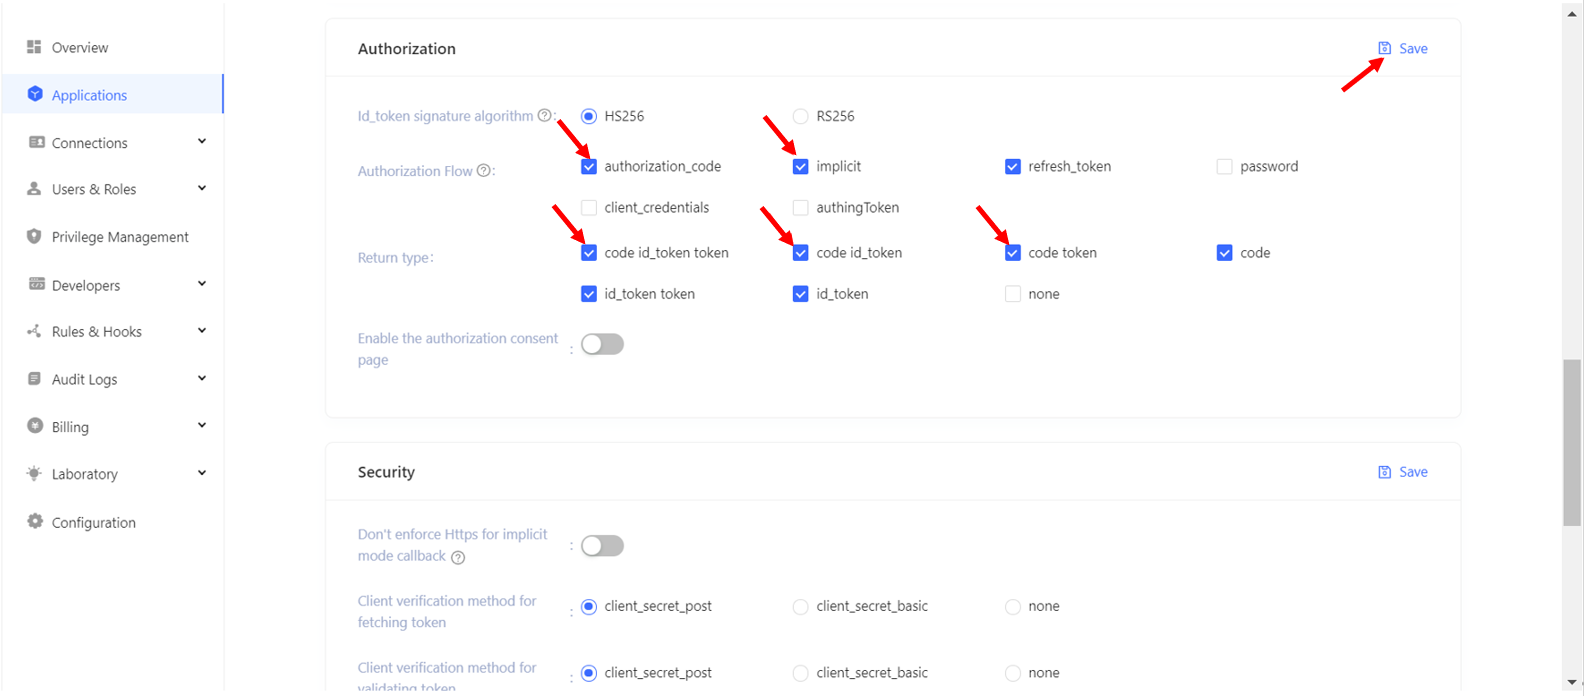 Overview
Applications
Connections
Users & Roles
Privilege Management
Developers
Rules & Hooks
Audit Logs
Billing
Laboratory
Configuration
Authorization
Save
Id_token signature algorithm ? :
HS256
RS256
Authorization Flow ? :
authorization_code
implicit
refresh_token
password
client_credentials
authingToken
Return type:
code id_token token
code id_token
code token
code
id_token token
id_token
none
Enable the authorization consent
page
:
Security
Save
Don't enforce Https for implicit
mode callback ?
:
Client verification method for
fetching token
:
client_secret_post
client_secret_basic
none
Client verification method for
validating token
:
client_secret_post
client_secret_basic
none